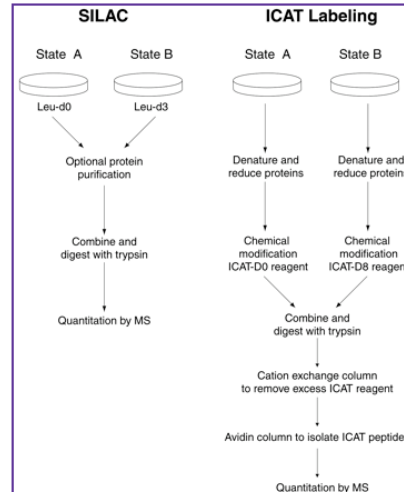 SILAC
State A
State B
Leu-d0
Leu-d3
Optional protein
purification
Combine and
digest with trypsin
Quantitation by MS
ICAT Labeling
State A
State B
Denature and
reduce proteins
Denature and
reduce proteins
Chemical
modification
ICAT-D0 reagent
Chemical
modification
ICAT-D8 reagent
Combine and
digest with trypsin
Cation exchange column
to remove excess ICAT reagent
Avidin column to isolate ICAT peptide
Quantitation by MS